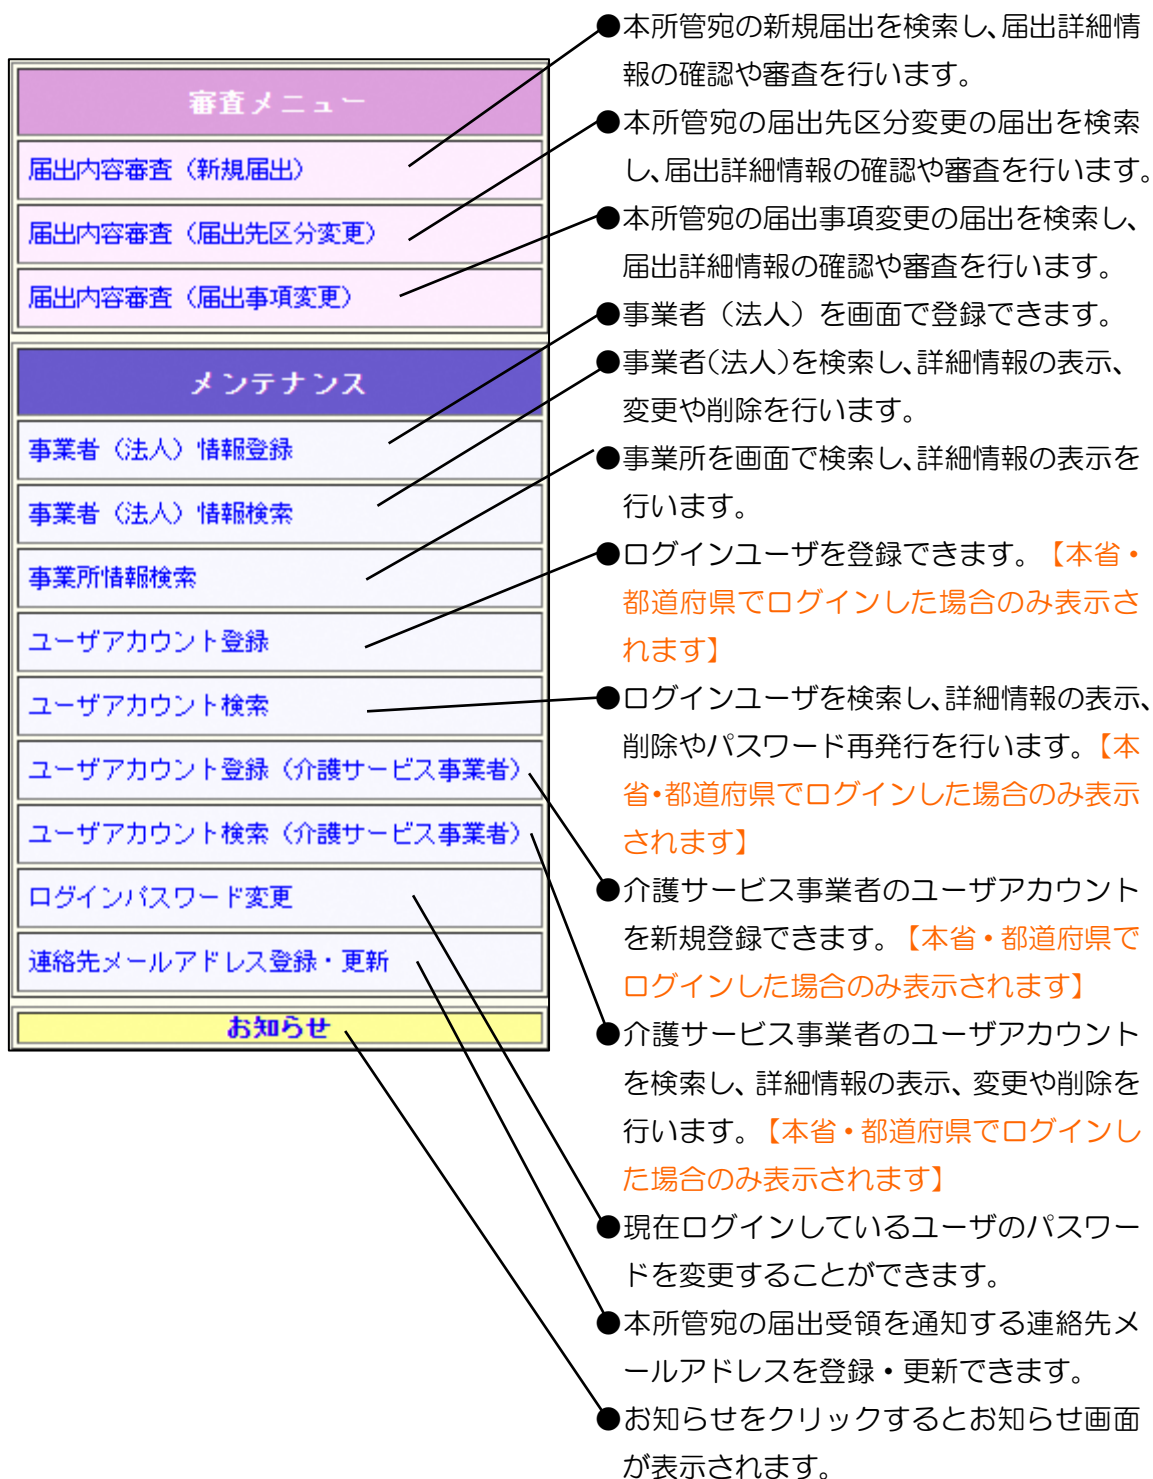 審査メニュー
届出内容審査（新規届出）
届出内容審査（届出先区分変更）
届出内容審査（届出事項変更）
メンテナンス
事業者（法人）情報登録
事業者（法人）情報検索
事業所情報検索
ユーザアカウント登録
ユーザアカウント検索
ユーザアカウント登録（介護サービス事業者）
ユーザアカウント検索（介護サービス事業者）
ログインパスワード変更
連絡先メールアドレス登録・更新
お知らせ
●本所管宛の新規届出を検索し、届出詳細情
報の確認や審査を行います。
●本所管宛の届出先区分変更の届出を検索
し、届出詳細情報の確認や審査を行います。
●本所管宛の届出事項変更の届出を検索し、
届出詳細情報の確認や審査を行います。
●事業者（法人）を画面で登録できます。
●事業者（法人）を検索し、詳細情報の表示、
変更や削除を行います。
●事業所を画面で検索し、詳細情報の表示を
行います。
●ログインユーザを登録できます。【本省・
都道府県でログインした場合のみ表示さ
れます】
●ログインユーザを検索し、詳細情報の表示、
削除やパスワード再発行を行います。【本
省・都道府県でログインした場合のみ表示
されます】
●介護サービス事業者のユーザアカウント
を新規登録できます。【本省・都道府県で
ログインした場合のみ表示されます】
●介護サービス事業者のユーザアカウント
を検索し、詳細情報の表示、変更や削除を
行います。【本省・都道府県でログインし
た場合のみ表示されます】
●現在ログインしているユーザのパスワー
ドを変更することができます。
●本所管宛の届出受領を通知する連絡先メ
ールアドレスを登録・更新できます。
●お知らせをクリックするとお知らせ画面
が表示されます。